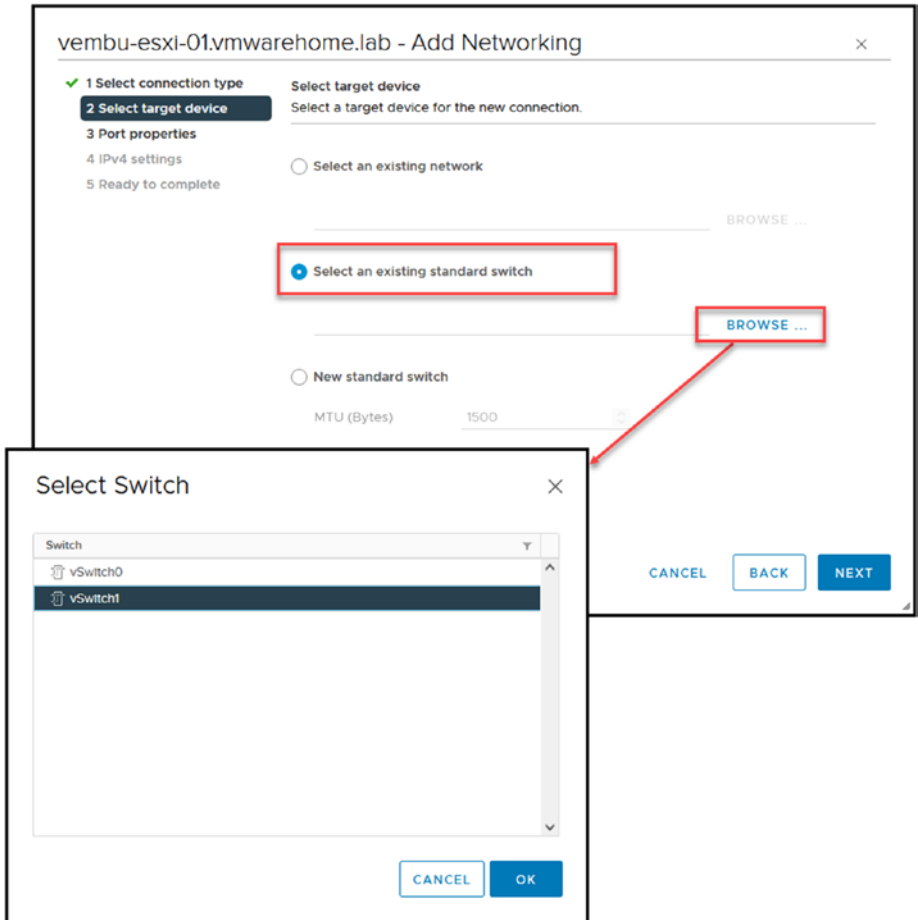 vembu-esxi-01.vmwarehome.lab - Add Networking
1 Select connection type
2 Select target device
3 Port properties
4 IPv4 settings
5 Ready to complete
Select target device
Select a target device for the new connection.
Select an existing network
BROWSE ...
Select an existing standard switch
BROWSE ...
New standard switch
MTU (Bytes) 1500
CANCEL BACK NEXT
Select Switch
Switch
vSwitch0
vSwitch1
CANCEL OK